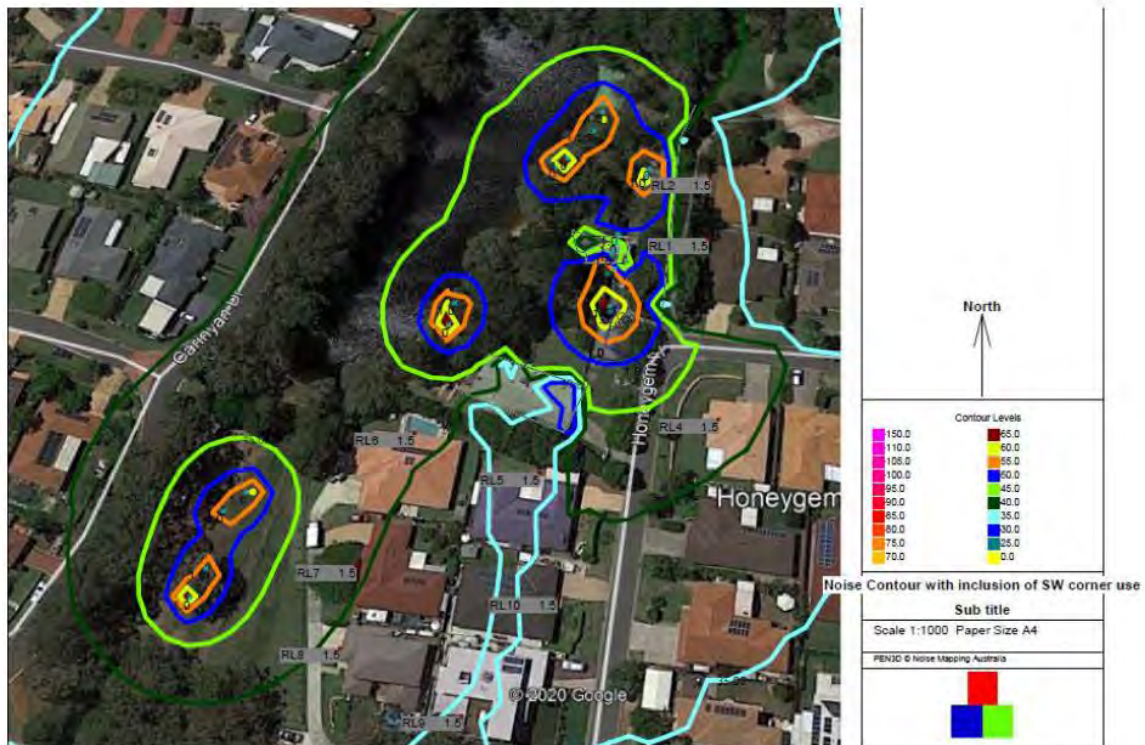 RL2 1.5
RL1 1.5
Gannyan Dr
Honeygem
RL6 1.5
RL4 1.5
RL5 1.5
Honeygem
RL7 1.5
RL10 1.5
RL8 1.5
© 2020 Google
RL9 1.5
North
Contour Levels
150.0 65.0
110.0 60.0
105.0 55.0
100.0 50.0
95.0 45.0
90.0 40.0
85.0 35.0
80.0 30.0
75.0 25.0
70.0 0.0
Noise Contour with inclusion of SW corner use
Sub title
Scale 1:1000 Paper Size A4
PEN3D © Noise Mapping Australia